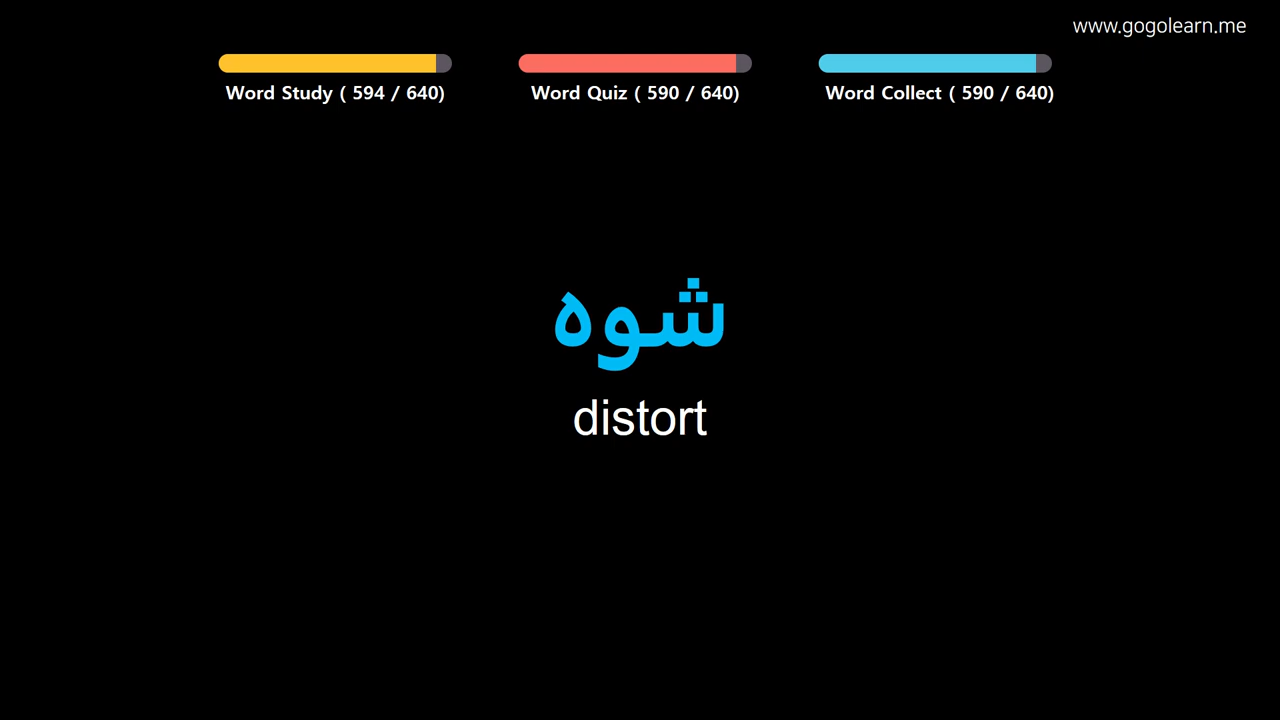 www.gogolearn.me
Word Study ( 594 / 640)
Word Quiz ( 590 / 640)
Word Collect ( 590 / 640)
شوه
distort